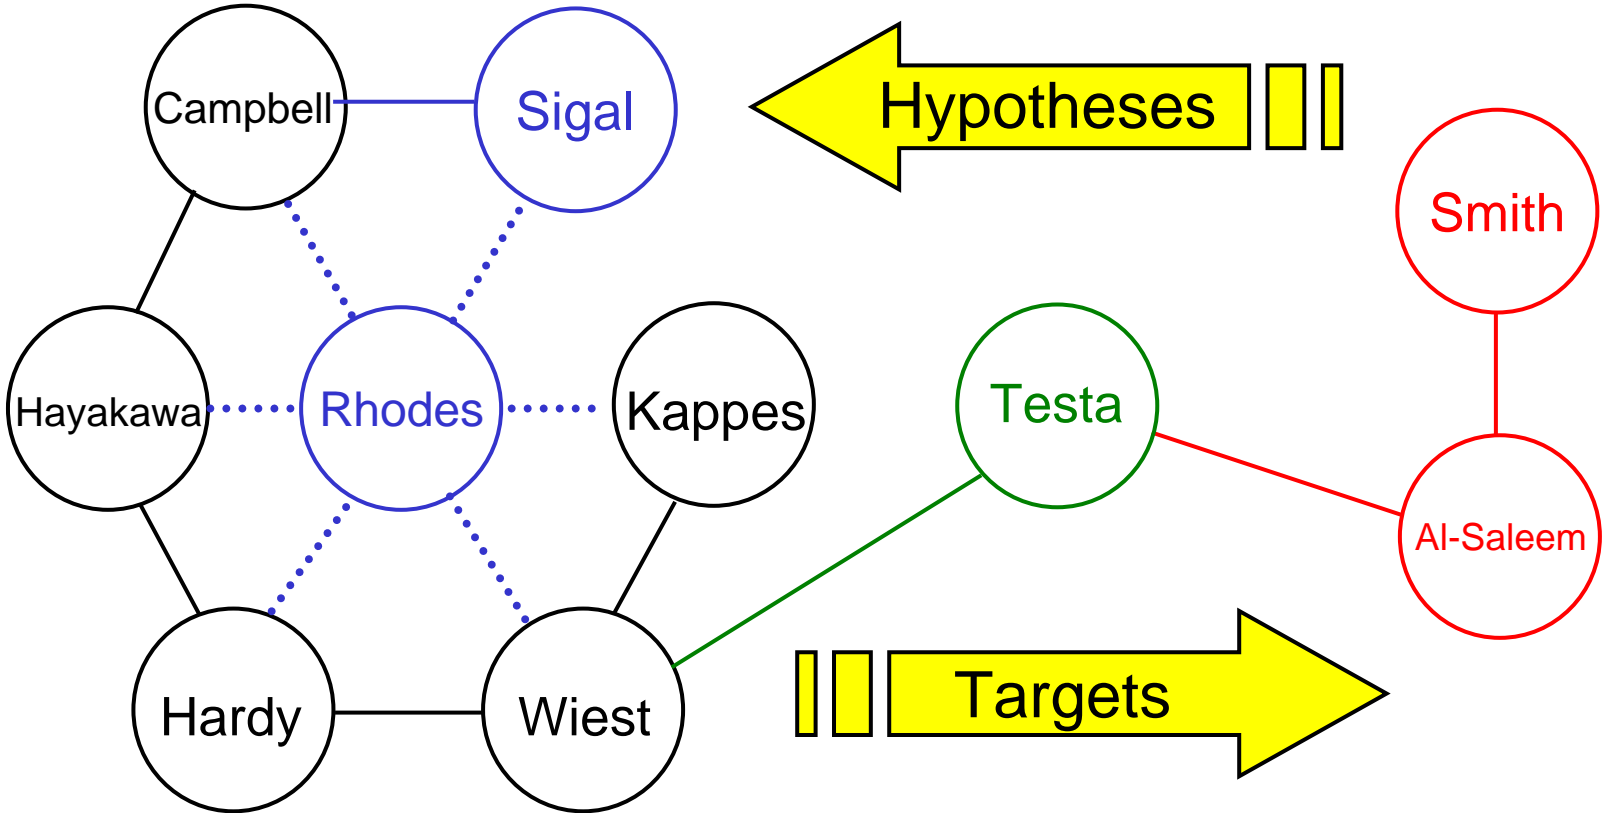 Campbell
Sigal
Hypotheses
Smith
Hayakawa
Rhodes
Kappes
Testa
Al-Saleem
Hardy
Wiest
Targets